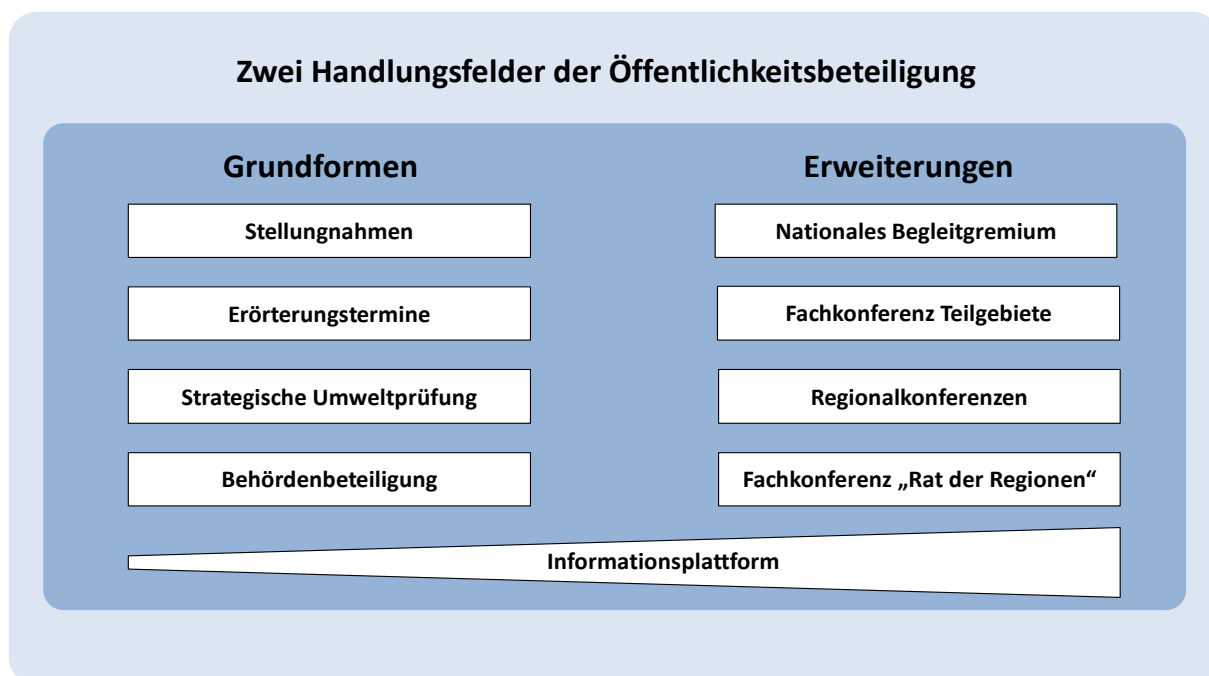 Zwei Handlungsfelder der Öffentlichkeitsbeteiligung
Grundformen
Stellungnahmen
Erörterungstermine
Strategische Umweltprüfung
Behördenbeteiligung
Erweiterungen
Nationales Begleitgremium
Fachkonferenz Teilgebiete
Regionalkonferenzen
Fachkonferenz „Rat der Regionen“
Informationsplattform